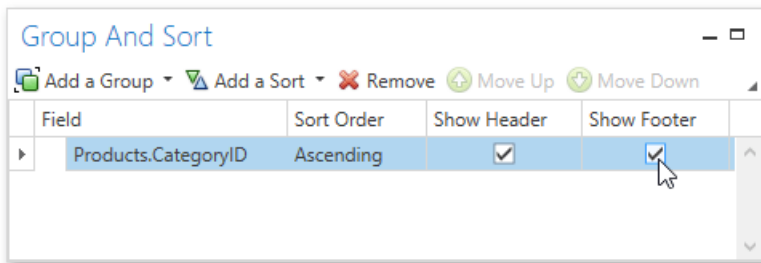 Group And Sort
Add a Group Add a Sort Remove Move Up Move Down
Field Sort Order Show Header Show Footer
Products.CategoryID Ascending